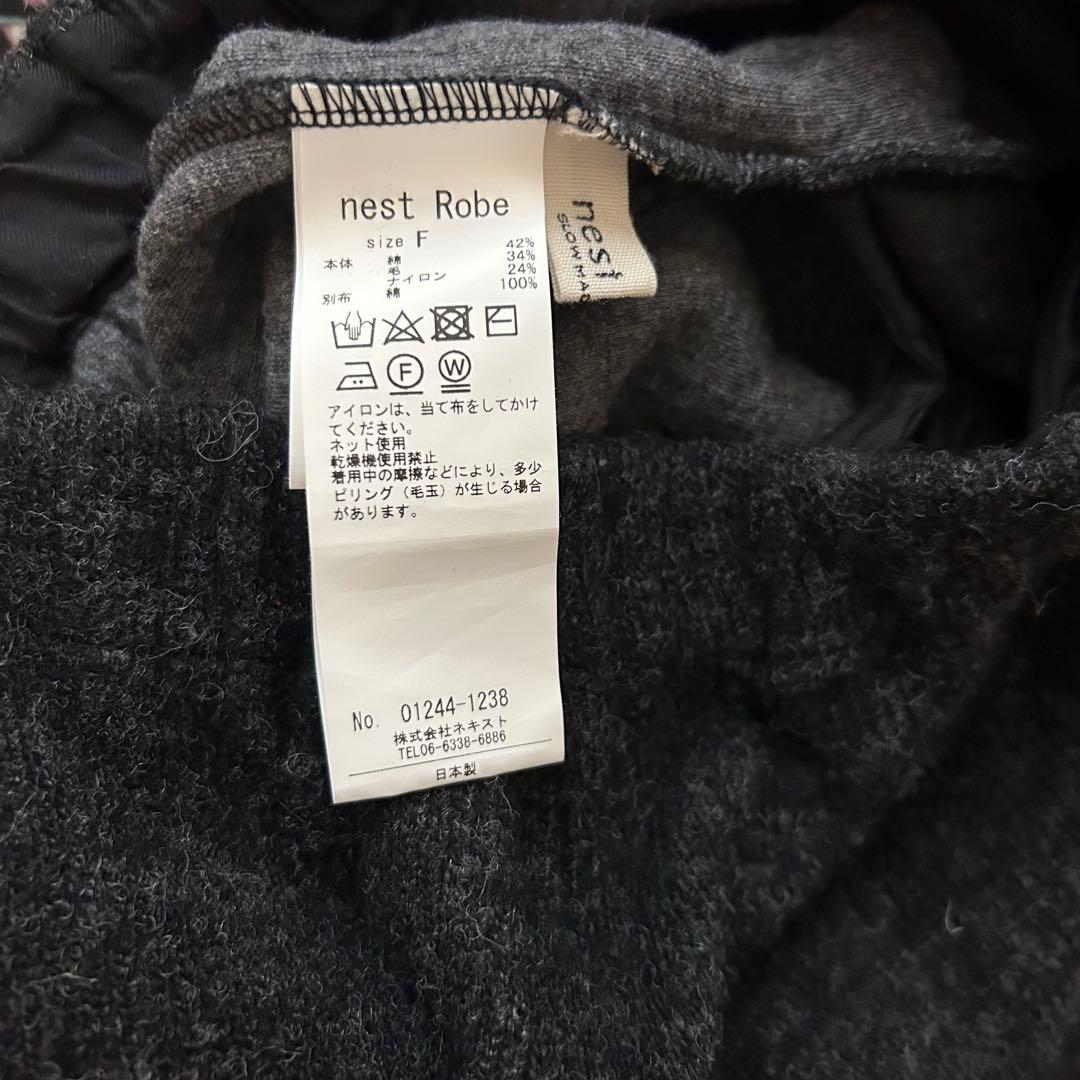 nest Robe
size F
本体 綿 42%
毛 34%
ナイロン 24%
別布 綿 100%
F
W
アイロンは、当て布をしてかけ
てください。
ネット使用
乾燥機使用禁止
着用中の摩擦などにより、多少
ピリング（毛玉）が生じる場合
があります。
No. 01244-1238
株式会社ネキスト
TEL06-6338-6886
日本製
nest
SLOW MAD